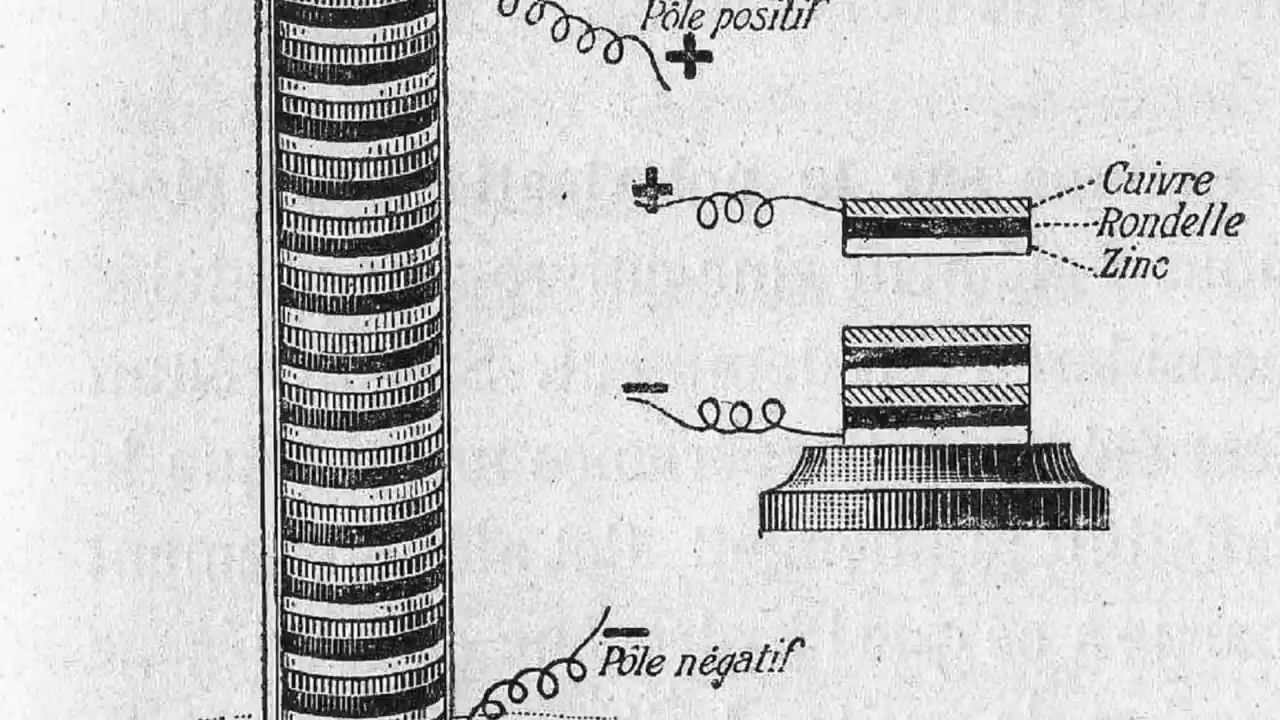 Pôle positif
+
+
Cuivre
Rondelle
Zinc
−
−
Pôle négatif